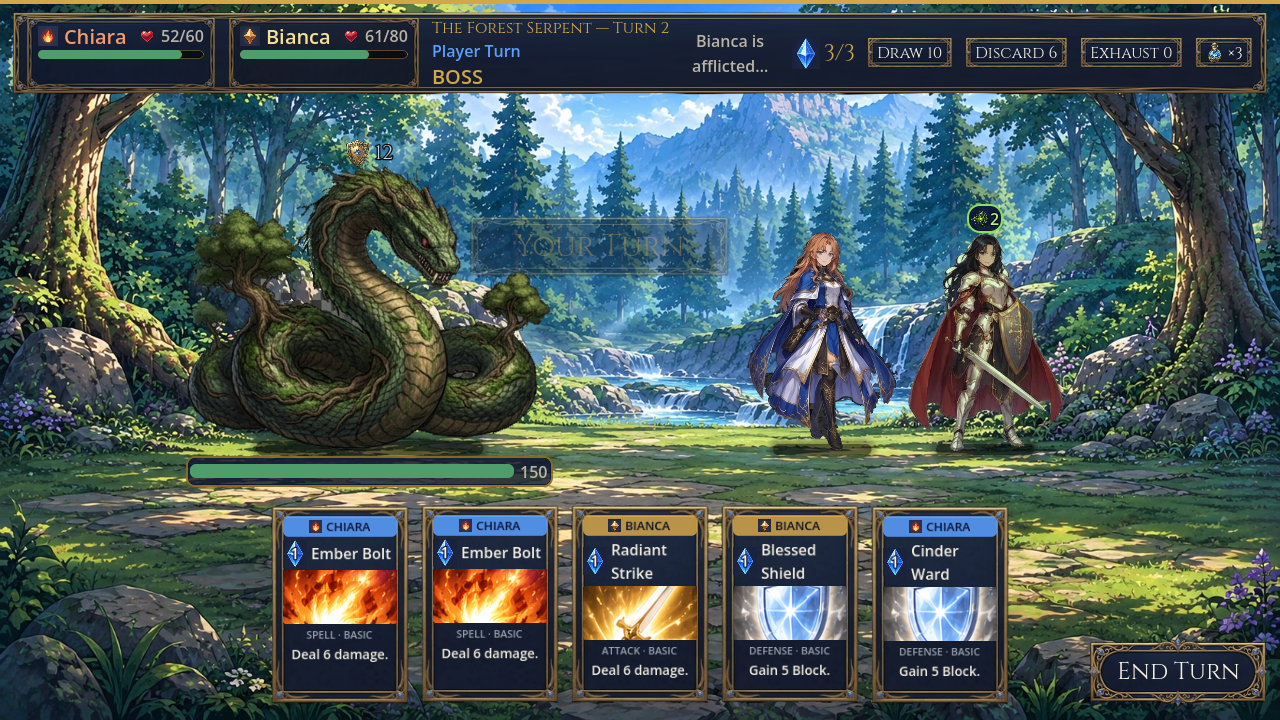 Chiara 52/60
Bianca 61/80
The Forest Serpent — Turn 2
Player Turn
BOSS
Bianca is
afflicted...
3/3
Draw 10
Discard 6
Exhaust 0
×3
12
Your Turn
2
150
CHIARA
1 Ember Bolt
SPELL · BASIC
Deal 6 damage.
CHIARA
1 Ember Bolt
SPELL · BASIC
Deal 6 damage.
BIANCA
1 Radiant
Strike
ATTACK · BASIC
Deal 6 damage.
BIANCA
1 Blessed
Shield
DEFENSE · BASIC
Gain 5 Block.
CHIARA
1 Cinder
Ward
DEFENSE · BASIC
Gain 5 Block.
End Turn